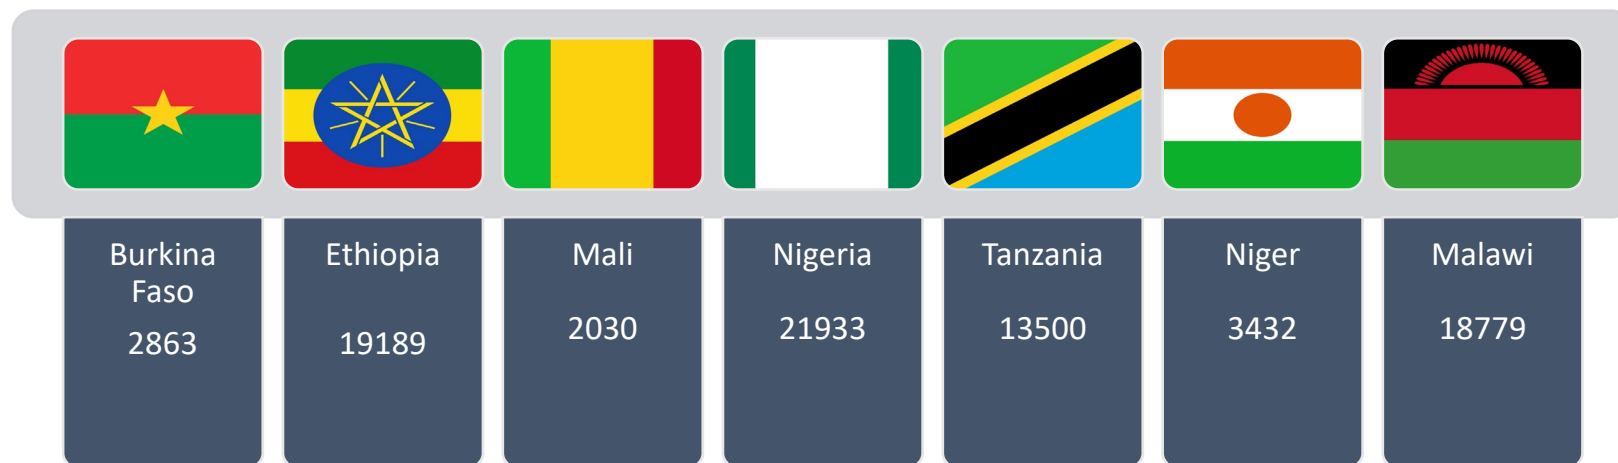 Burkina
Faso
2863
Ethiopia
19189
Mali
2030
Nigeria
21933
Tanzania
13500
Niger
3432
Malawi
18779